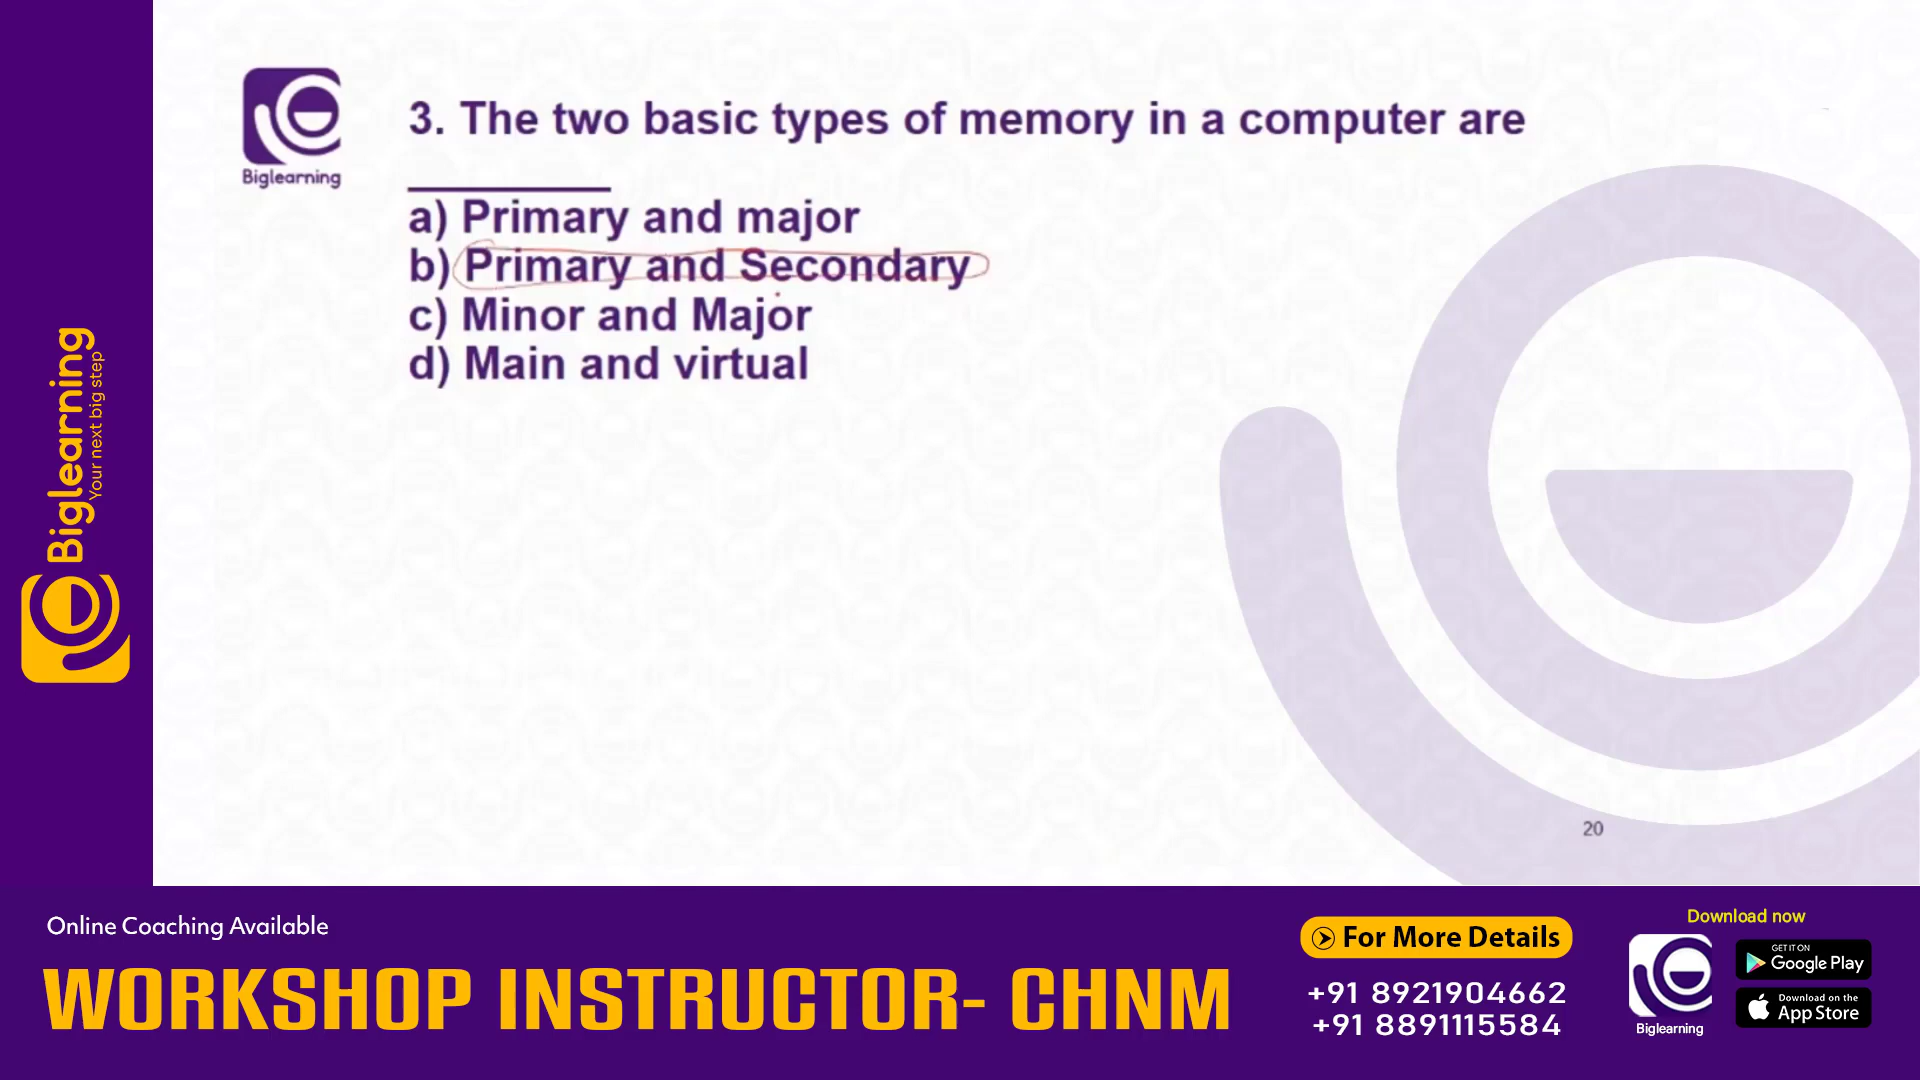 Biglearning
3. The two basic types of memory in a computer are
__________
a) Primary and major
b) Primary and Secondary
c) Minor and Major
d) Main and virtual
20
Biglearning
Your next big step
Online Coaching Available
WORKSHOP INSTRUCTOR- CHNM
For More Details
+91 8921904662
+91 8891115584
Download now
Biglearning
GET IT ON
Google Play
Download on the
App Store